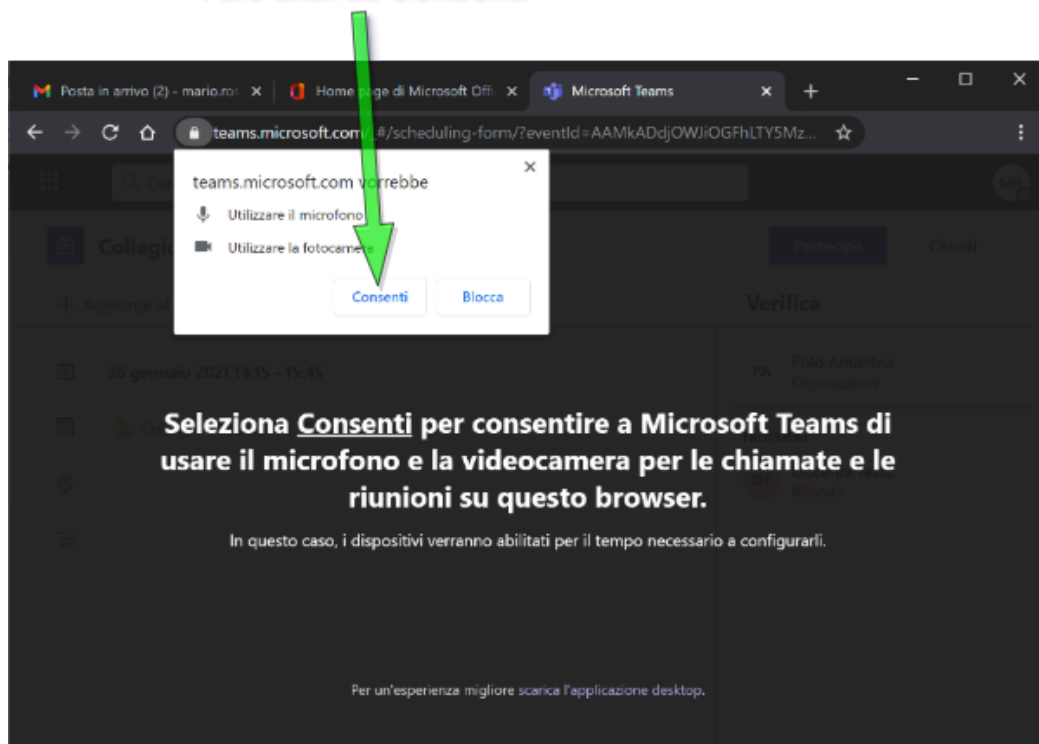 Posta in arrivo (2) - mario.ros
Home page di Microsoft Offi
Microsoft Teams
teams.microsoft.com/_#/scheduling-form/?eventId=AAMkADdjOWJiOGFhLTY5Mz...
teams.microsoft.com vorrebbe
Utilizzare il microfono
Utilizzare la fotocamera
Consenti
Blocca
Partecipa
Chiudi
Verifica
26 gennaio 2021 14:15 - 15:45
PA
Polo Amantea
Organizzatore
Seleziona Consenti per consentire a Microsoft Teams di
usare il microfono e la videocamera per le chiamate e le
riunioni su questo browser.
In questo caso, i dispositivi verranno abilitati per il tempo necessario a configurarli.
Per un'esperienza migliore scarica l'applicazione desktop.